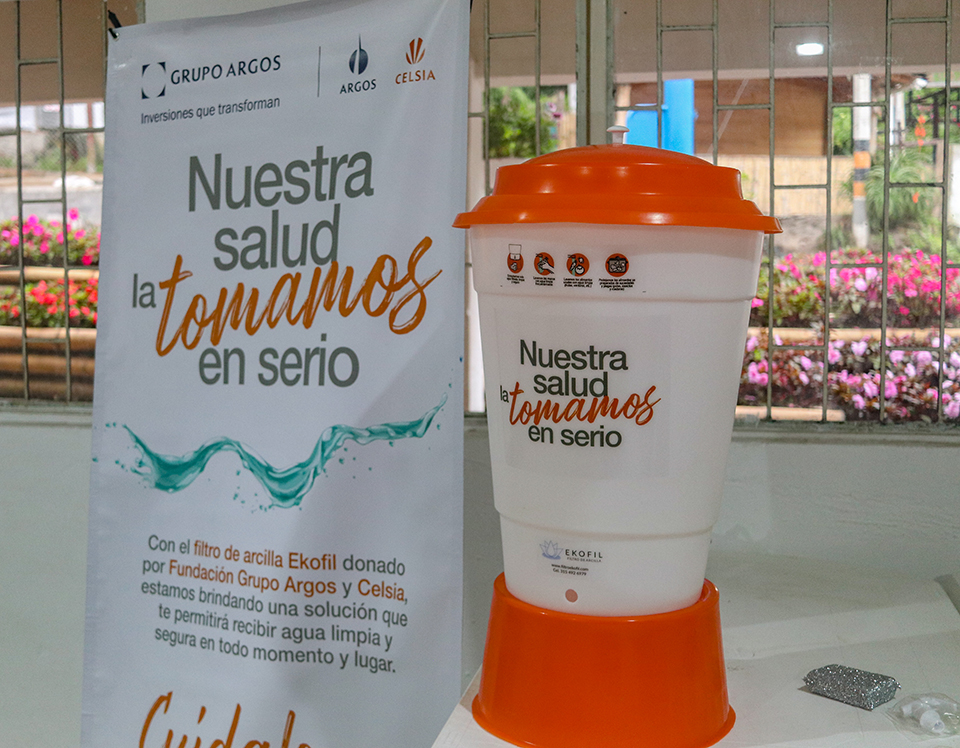 GRUPO ARGOS
Inversiones que transforman
ARGOS
CELSIA
Nuestra
salud
la tomamos
en serio
Con el filtro de arcilla Ekofil donado
por Fundación Grupo Argos y Celsia,
estamos brindando una solución que
te permitirá recibir agua limpia y
segura en todo momento y lugar.
Nuestra
salud
la tomamos
en serio
EKOFIL